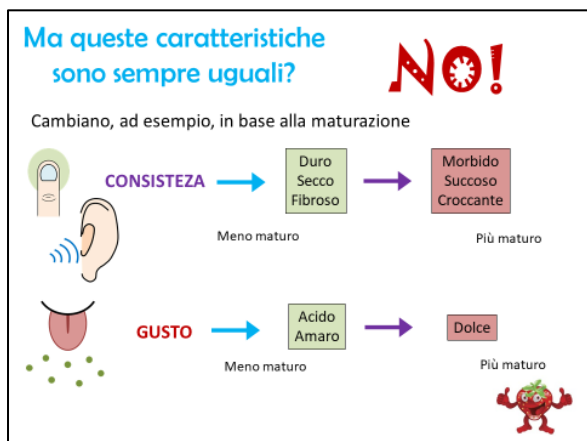 Ma queste caratteristiche
sono sempre uguali?
NO!
Cambiano, ad esempio, in base alla maturazione
CONSISTEZA
Duro
Secco
Fibroso
Morbido
Succoso
Croccante
Meno maturo
Più maturo
GUSTO
Acido
Amaro
Dolce
Meno maturo
Più maturo